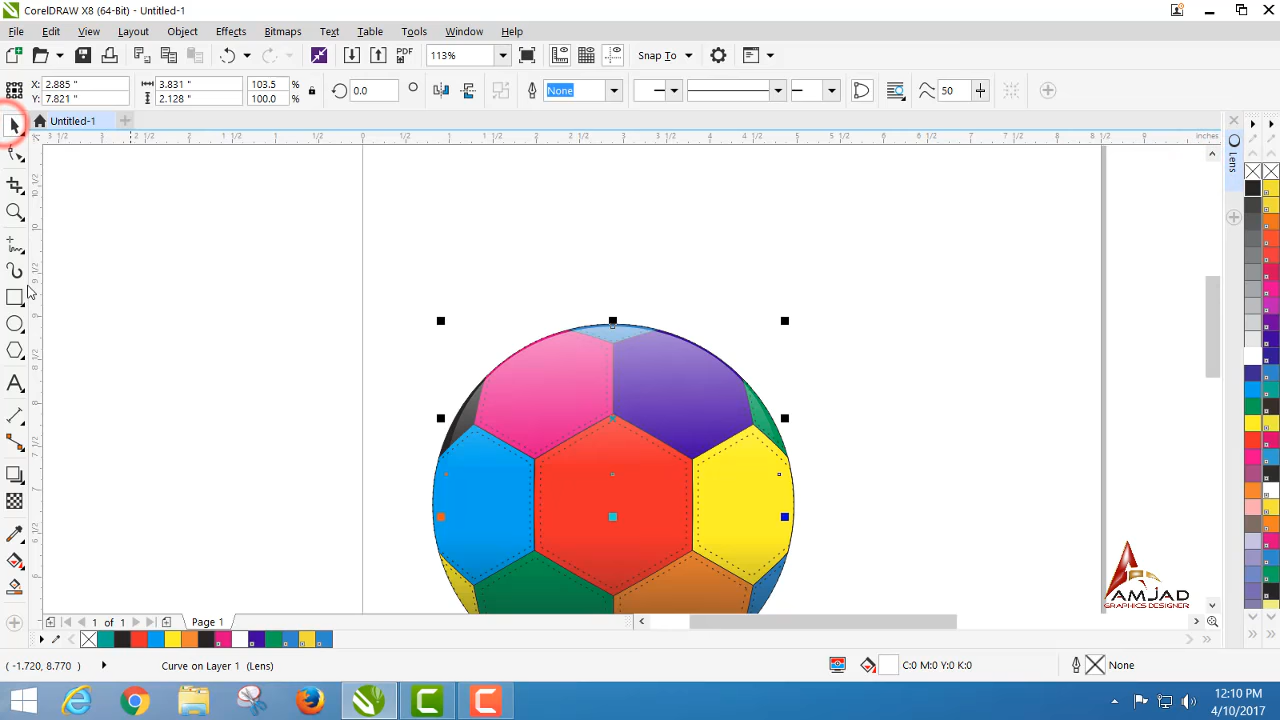 CorelDRAW X8 (64-Bit) - Untitled-1
File Edit View Layout Object Effects Bitmaps Text Table Tools Window Help
PDF 113% Snap To
X: 2.885 " 3.831 " 103.5 % 0.0 None 50
Y: 7.821 " 2.128 " 100.0 %
Untitled-1
inches
Lens
AMJAD
GRAPHICS DESIGNER
1 of 1 Page 1
( -1.720, 8.770 ) Curve on Layer 1 (Lens) C:0 M:0 Y:0 K:0 None
12:10 PM
4/10/2017